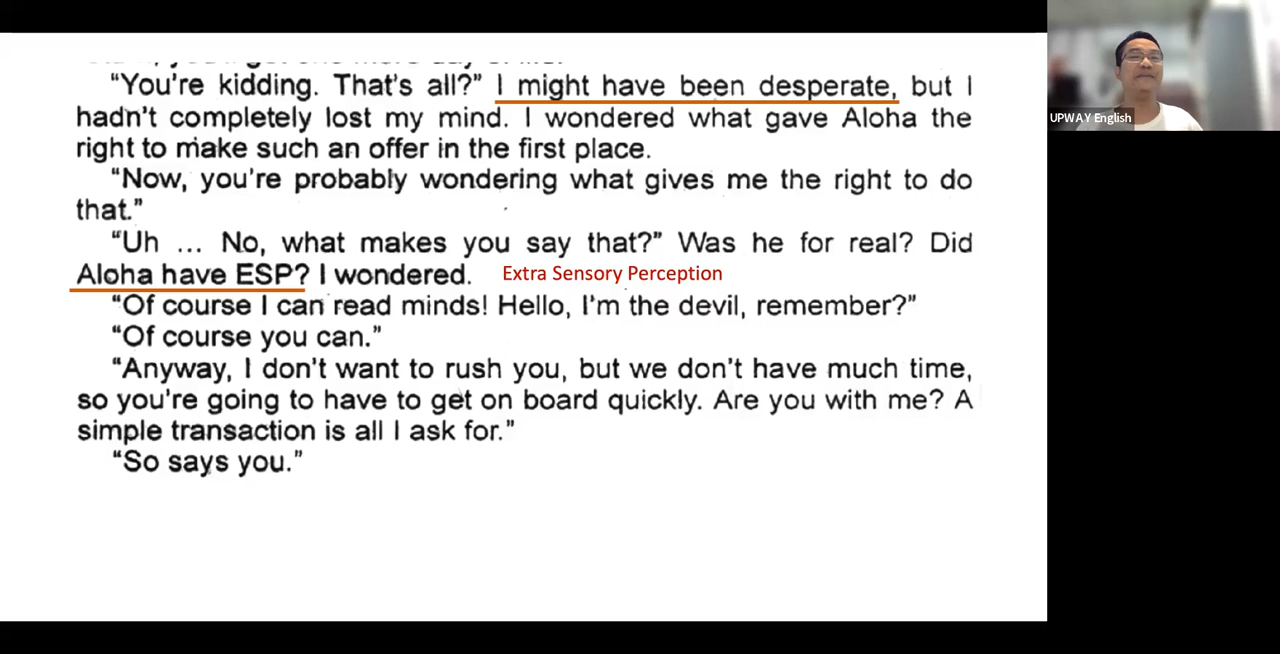 "You're kidding. That's all?" I might have been desperate, but I
hadn't completely lost my mind. I wondered what gave Aloha the
right to make such an offer in the first place.
"Now, you're probably wondering what gives me the right to do
that."
"Uh ... No, what makes you say that?" Was he for real? Did
Aloha have ESP? I wondered. Extra Sensory Perception
"Of course I can read minds! Hello, I'm the devil, remember?"
"Of course you can."
"Anyway, I don't want to rush you, but we don't have much time,
so you're going to have to get on board quickly. Are you with me? A
simple transaction is all I ask for."
"So says you."
UPWAY English